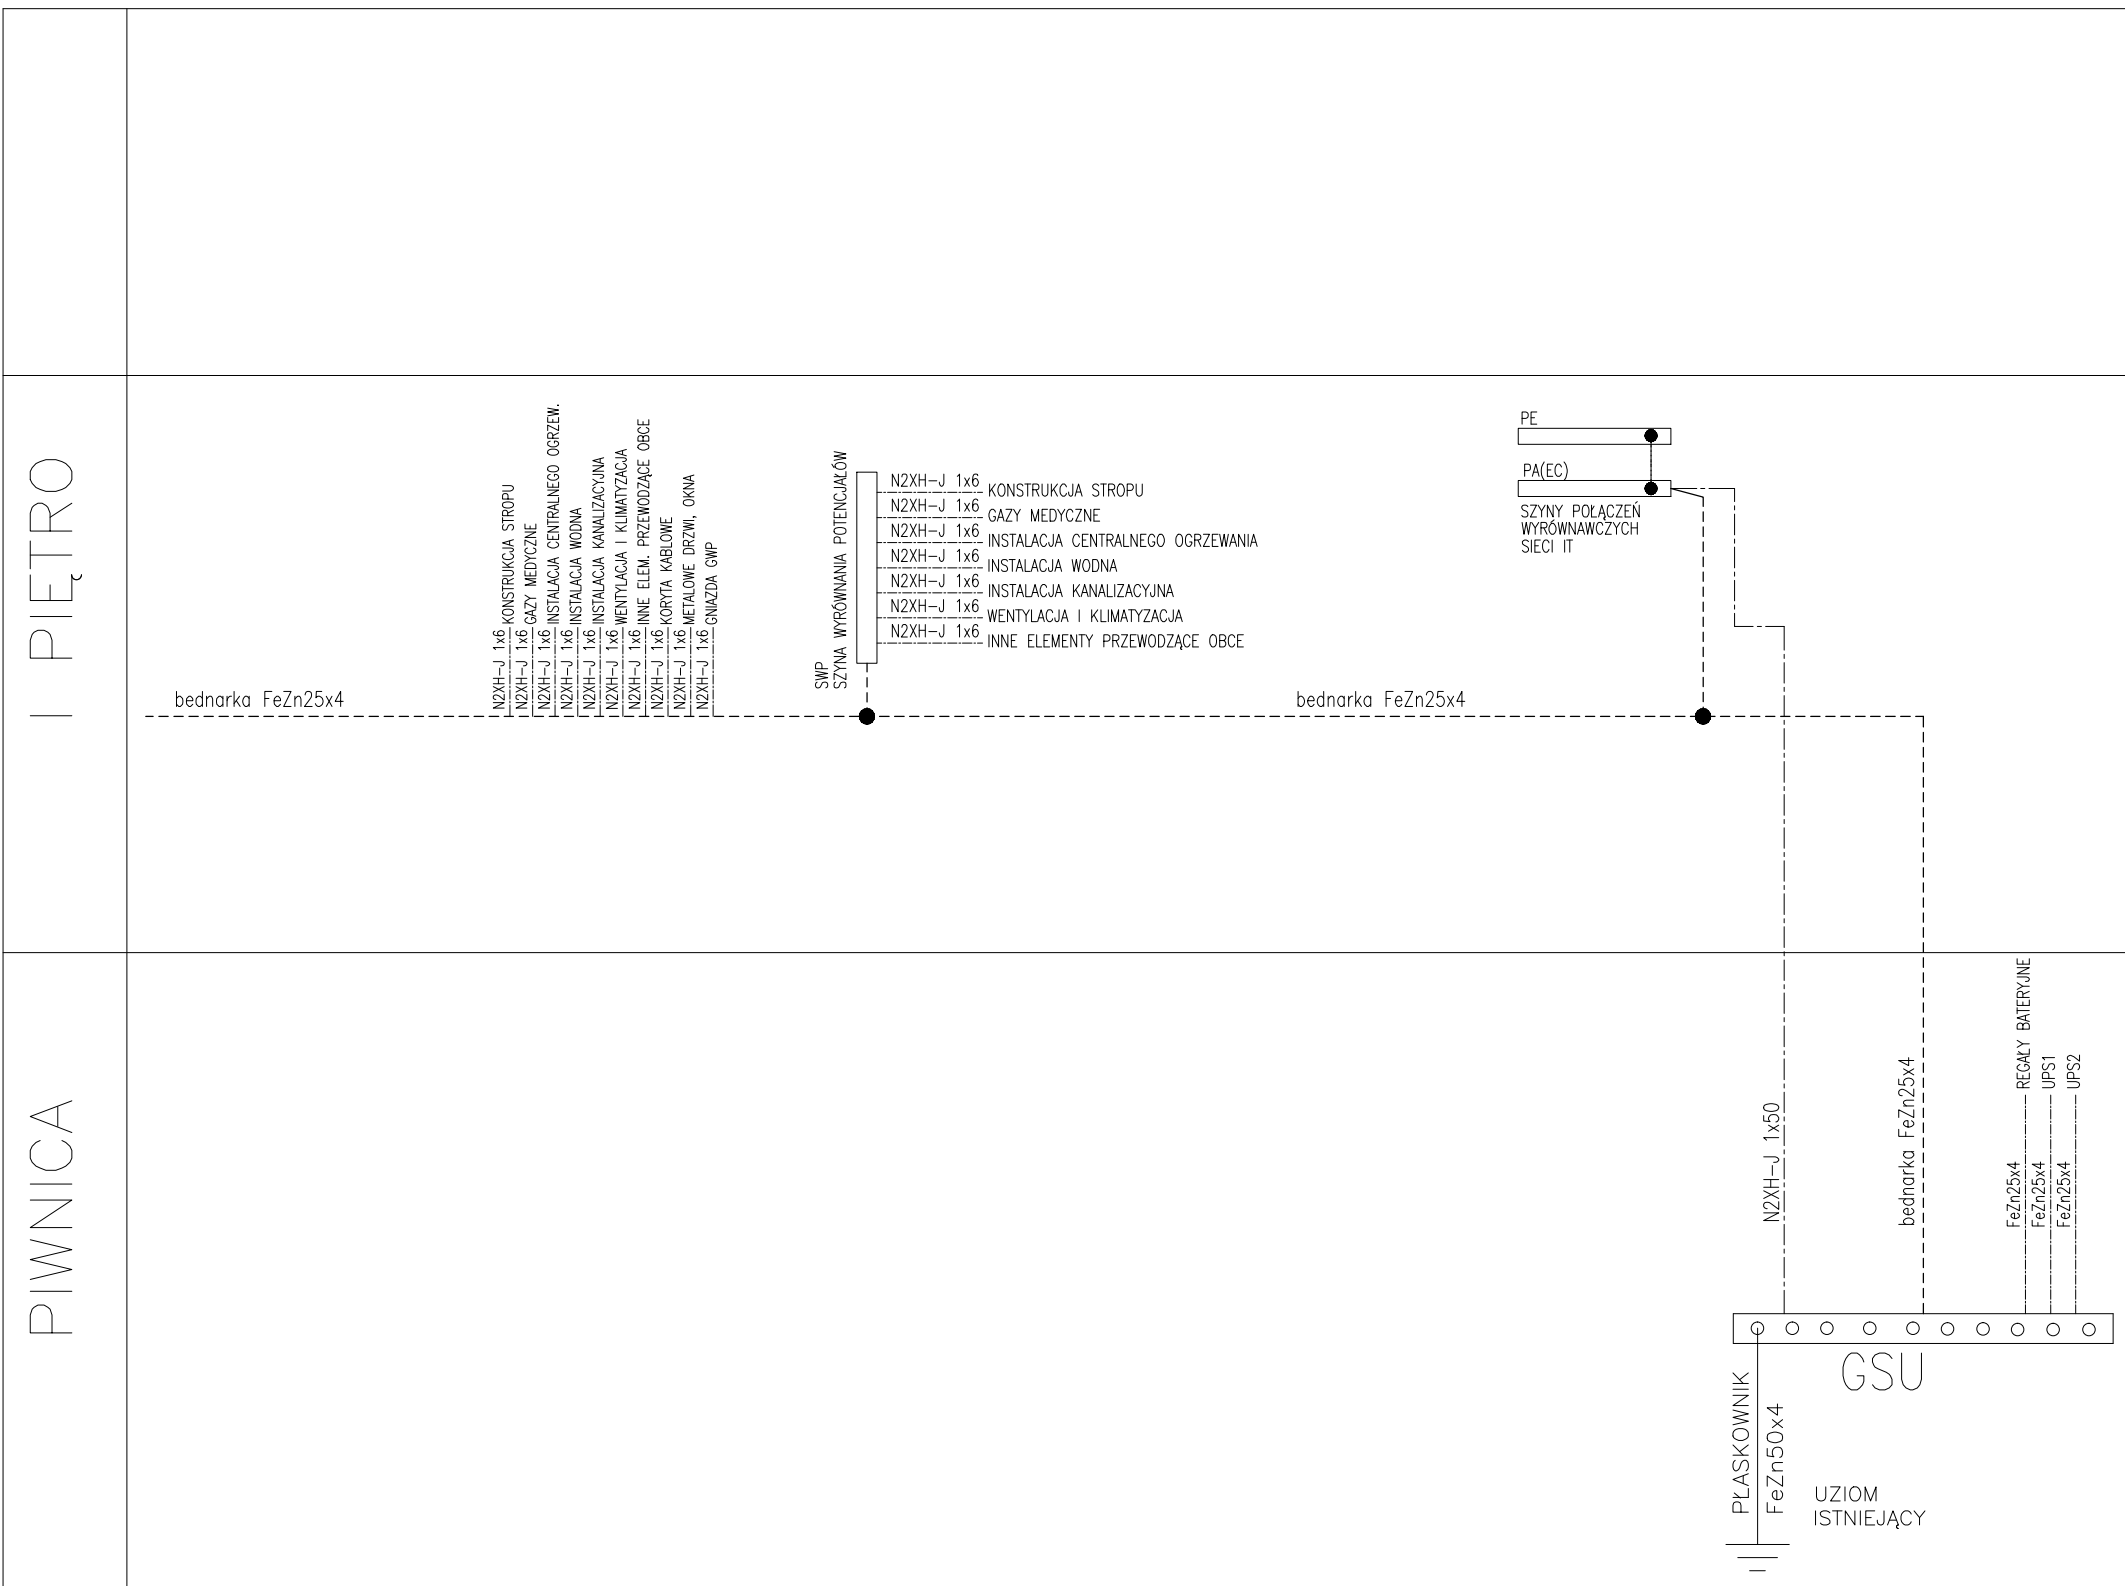 I PIĘTRO
bednarka FeZn25x4
N2XH-J 1x6 KONSTRUKCJA STROPU
N2XH-J 1x6 GAZY MEDYCZNE
N2XH-J 1x6 INSTALACJA CENTRALNEGO OGRZEW.
N2XH-J 1x6 INSTALACJA WODNA
N2XH-J 1x6 INSTALACJA KANALIZACYJNA
N2XH-J 1x6 WENTYLACJA I KLIMATYZACJA
N2XH-J 1x6 INNE ELEM. PRZEWODZĄCE OBCE
N2XH-J 1x6 KORYTA KABLOWE
N2XH-J 1x6 METALOWE DRZWI, OKNA
N2XH-J 1x6 GNIAZDA GWP
SWP
SZYNA WYRÓWNANIA POTENCJAŁÓW
N2XH-J 1x6 KONSTRUKCJA STROPU
N2XH-J 1x6 GAZY MEDYCZNE
N2XH-J 1x6 INSTALACJA CENTRALNEGO OGRZEWANIA
N2XH-J 1x6 INSTALACJA WODNA
N2XH-J 1x6 INSTALACJA KANALIZACYJNA
N2XH-J 1x6 WENTYLACJA I KLIMATYZACJA
N2XH-J 1x6 INNE ELEMENTY PRZEWODZĄCE OBCE
bednarka FeZn25x4
PE
PA(EC)
SZYNY POŁĄCZEŃ
WYRÓWNAWCZYCH
SIECI IT
PIWNICA
N2XH-J 1x50
bednarka FeZn25x4
FeZn25x4 REGAŁY BATERYJNE
FeZn25x4 UPS1
FeZn25x4 UPS2
GSU
PŁASKOWNIK
FeZn50x4
UZIOM
ISTNIEJĄCY